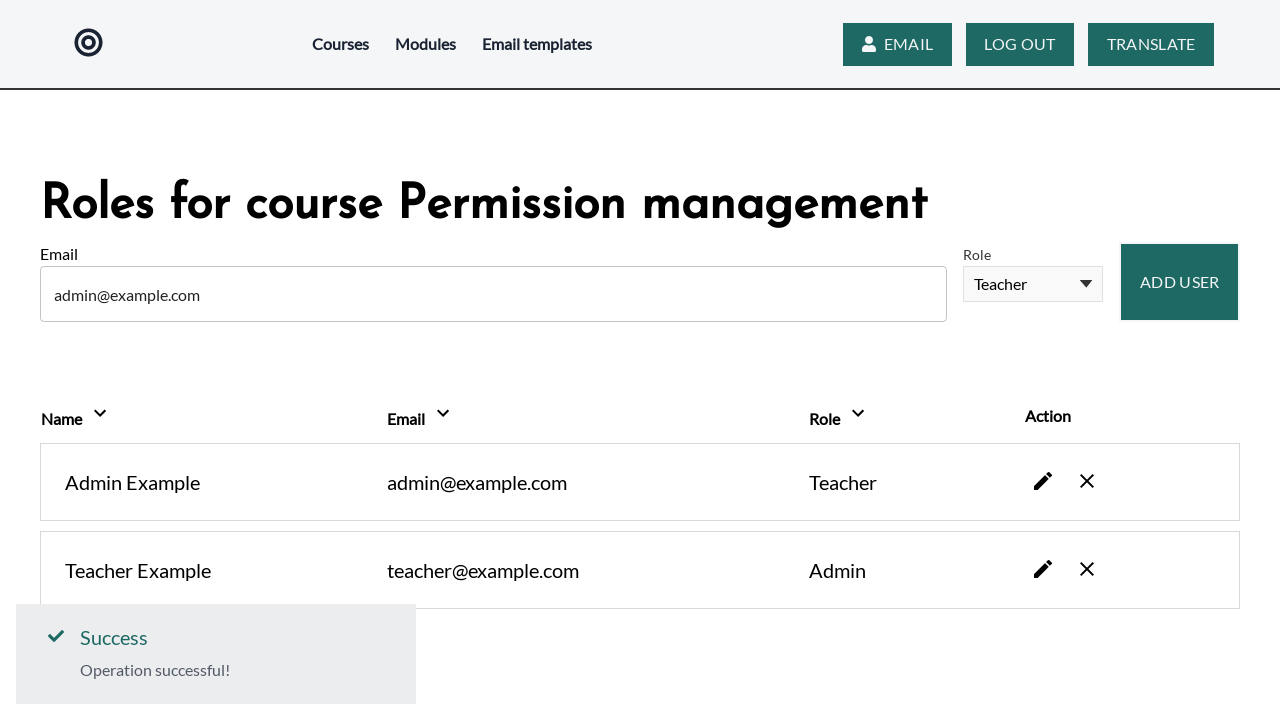 Courses Modules Email templates EMAIL LOG OUT TRANSLATE
Roles for course Permission management
Email Role
admin@example.com Teacher ADD USER
Name Email Role Action
Admin Example admin@example.com Teacher
Teacher Example teacher@example.com Admin
Success
Operation successful!